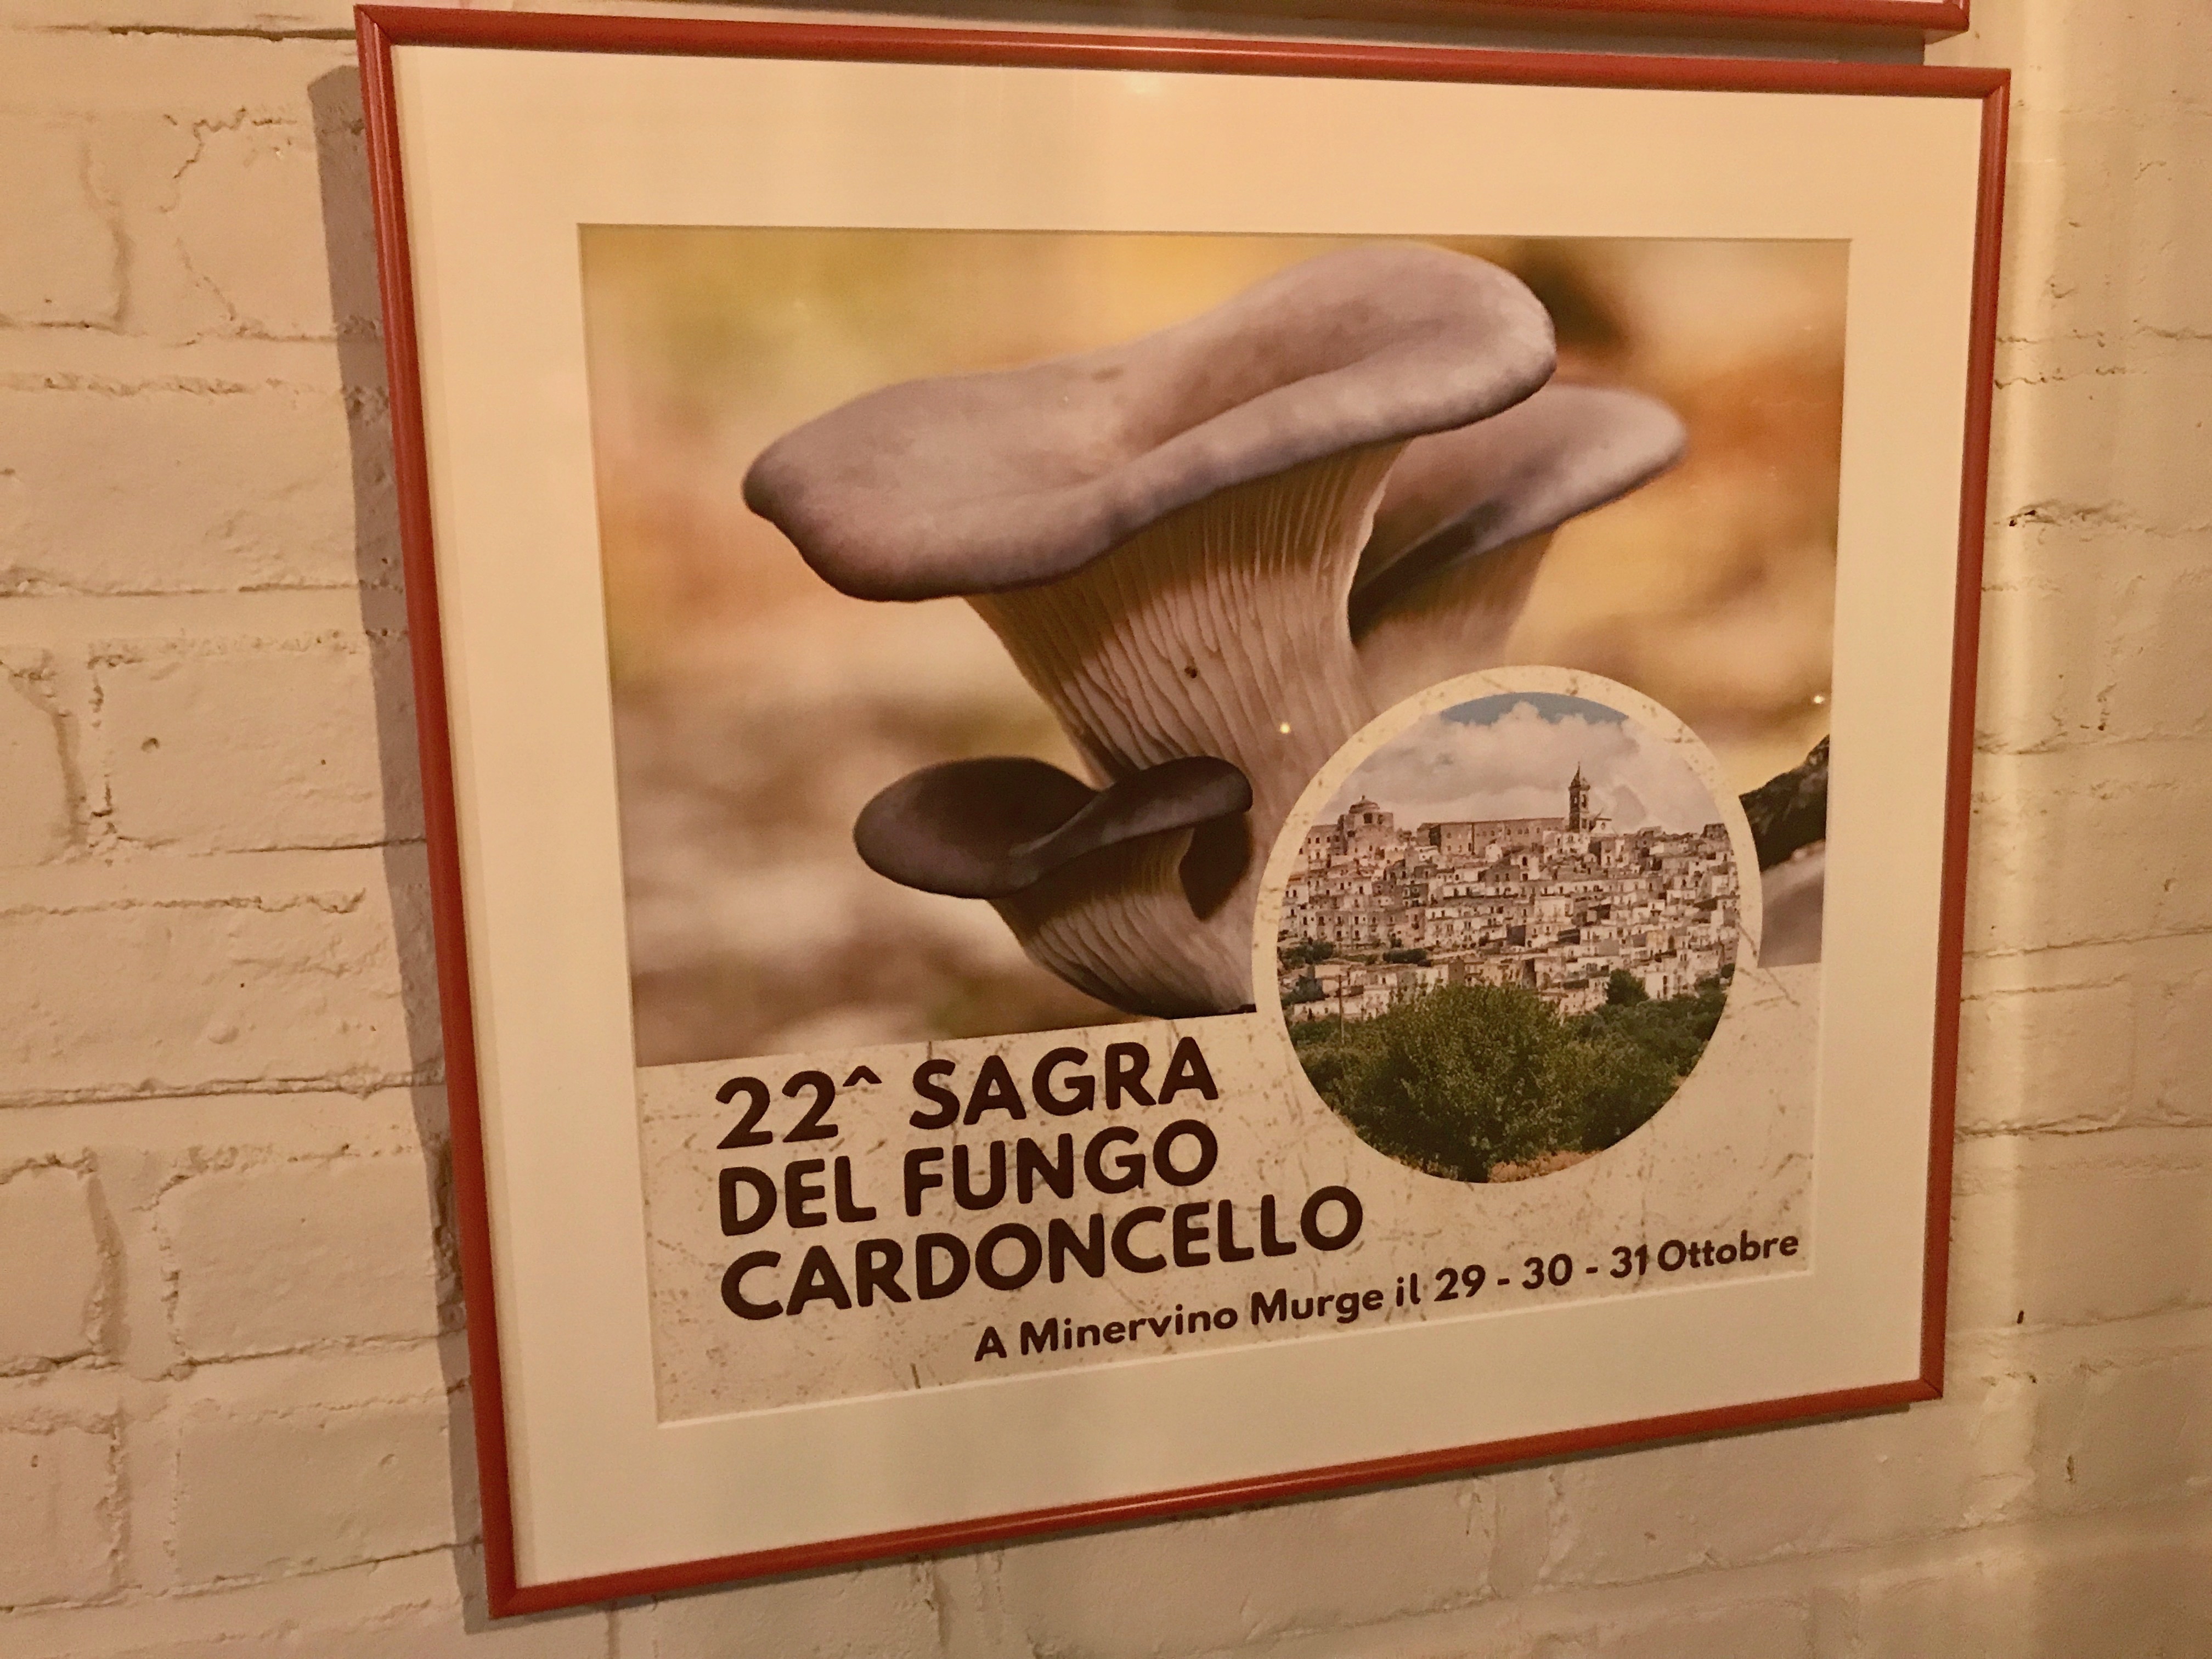 22^ SAGRA
DEL FUNGO
CARDONCELLO
A Minervino Murge il 29 - 30 - 31 Ottobre